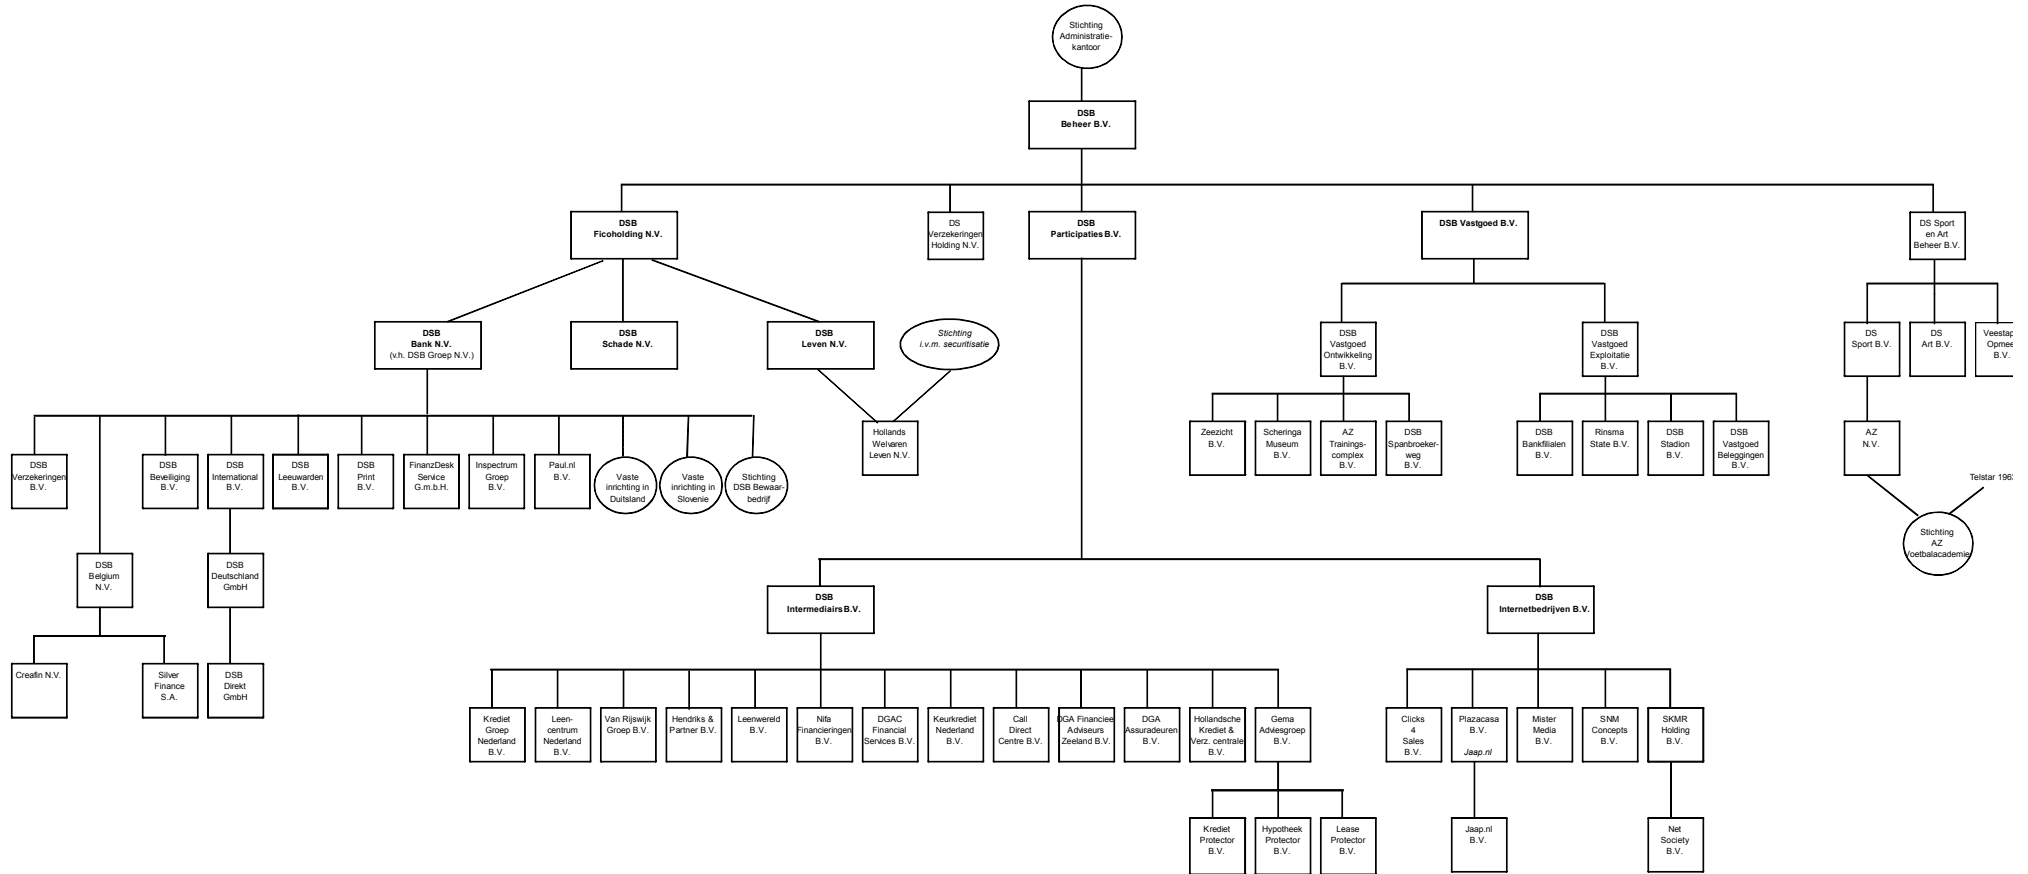 Stichting
Administratie-
kantoor
DSB
Beheer B.V.
DSB
Ficoholding N.V.
DS
Verzekeringen
Holding N.V.
DSB
Participaties B.V.
DSB Vastgoed B.V.
DS Sport
en Art
Beheer B.V.
DSB
Bank N.V.
(v.h. DSB Groep N.V.)
DSB
Schade N.V.
DSB
Leven N.V.
Stichting
i.v.m. securitisatie
DSB
Vastgoed
Ontwikkeling
B.V.
DSB
Vastgoed
Exploitatie
B.V.
DS
Sport B.V.
DS
Art B.V.
Veestap
Opmee
B.V.
DSB
Verzekeringen
B.V.
DSB
Beveiliging
B.V.
DSB
International
B.V.
DSB
Leeuwarden
B.V.
DSB
Print
B.V.
FinanzDesk
Service
G.m.b.H.
Inspectrum
Groep
B.V.
Paul.nl
B.V.
Vaste
inrichting in
Duitsland
Vaste
inrichting in
Slovenie
Stichting
DSB Bewaar-
bedrijf
Hollands
Welvaren
Leven N.V.
Zeezicht
B.V.
Scheringa
Museum
B.V.
AZ
Trainings-
complex
B.V.
DSB
Spanbroeker-
weg
B.V.
DSB
Bankfilialen
B.V.
Rinsma
State B.V.
DSB
Stadion
B.V.
DSB
Vastgoed
Beleggingen
B.V.
AZ
N.V.
Telstar 1963
Stichting
AZ
Voetbalacademie
DSB
Belgium
N.V.
DSB
Deutschland
GmbH
Creafin N.V.
Silver
Finance
S.A.
DSB
Direkt
GmbH
DSB
Intermediairs B.V.
DSB
Internetbedrijven B.V.
Krediet
Groep
Nederland
B.V.
Leen-
centrum
Nederland
B.V.
Van Rijswijk
Groep B.V.
Hendriks &
Partner B.V.
Leenwereld
B.V.
Nifa
Financieringen
B.V.
DGAC
Financial
Services B.V.
Keurkrediet
Nederland
B.V.
Call
Direct
Centre B.V.
DGA Financieel
Adviseurs
Zeeland B.V.
DGA
Assuradeuren
B.V.
Hollandsche
Krediet &
Verz. centrale
B.V.
Gema
Adviesgroep
B.V.
Clicks
4
Sales
B.V.
Plazacasa
B.V.
Jaap.nl
Mister
Media
B.V.
SNM
Concepts
B.V.
SKMR
Holding
B.V.
Krediet
Protector
B.V.
Hypotheek
Protector
B.V.
Lease
Protector
B.V.
Jaap.nl
B.V.
Net
Society
B.V.